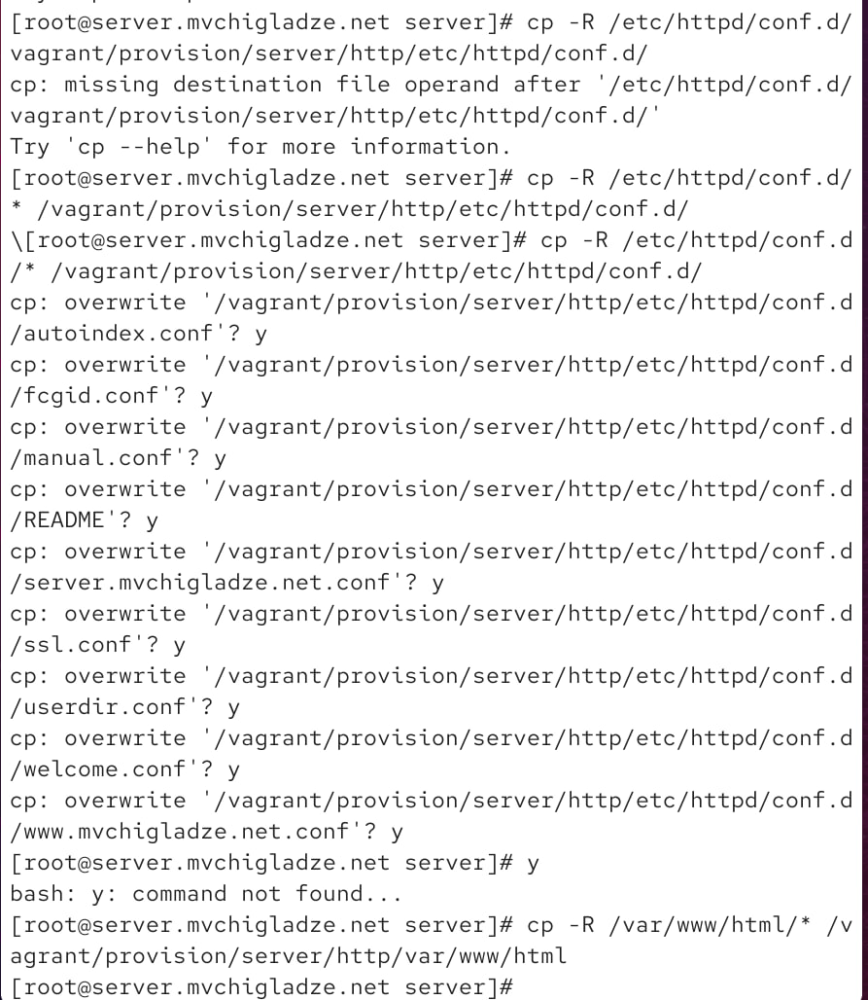 [root@server.mvchigladze.net server]# cp -R /etc/httpd/conf.d/
vagrant/provision/server/http/etc/httpd/conf.d/
cp: missing destination file operand after '/etc/httpd/conf.d/
vagrant/provision/server/http/etc/httpd/conf.d/'
Try 'cp --help' for more information.
[root@server.mvchigladze.net server]# cp -R /etc/httpd/conf.d/
* /vagrant/provision/server/http/etc/httpd/conf.d/
\[root@server.mvchigladze.net server]# cp -R /etc/httpd/conf.d
/* /vagrant/provision/server/http/etc/httpd/conf.d/
cp: overwrite '/vagrant/provision/server/http/etc/httpd/conf.d
/autoindex.conf'? y
cp: overwrite '/vagrant/provision/server/http/etc/httpd/conf.d
/fcgid.conf'? y
cp: overwrite '/vagrant/provision/server/http/etc/httpd/conf.d
/manual.conf'? y
cp: overwrite '/vagrant/provision/server/http/etc/httpd/conf.d
/README'? y
cp: overwrite '/vagrant/provision/server/http/etc/httpd/conf.d
/server.mvchigladze.net.conf'? y
cp: overwrite '/vagrant/provision/server/http/etc/httpd/conf.d
/ssl.conf'? y
cp: overwrite '/vagrant/provision/server/http/etc/httpd/conf.d
/userdir.conf'? y
cp: overwrite '/vagrant/provision/server/http/etc/httpd/conf.d
/welcome.conf'? y
cp: overwrite '/vagrant/provision/server/http/etc/httpd/conf.d
/www.mvchigladze.net.conf'? y
[root@server.mvchigladze.net server]# y
bash: y: command not found...
[root@server.mvchigladze.net server]# cp -R /var/www/html/* /v
agrant/provision/server/http/var/www/html
[root@server.mvchigladze.net server]#